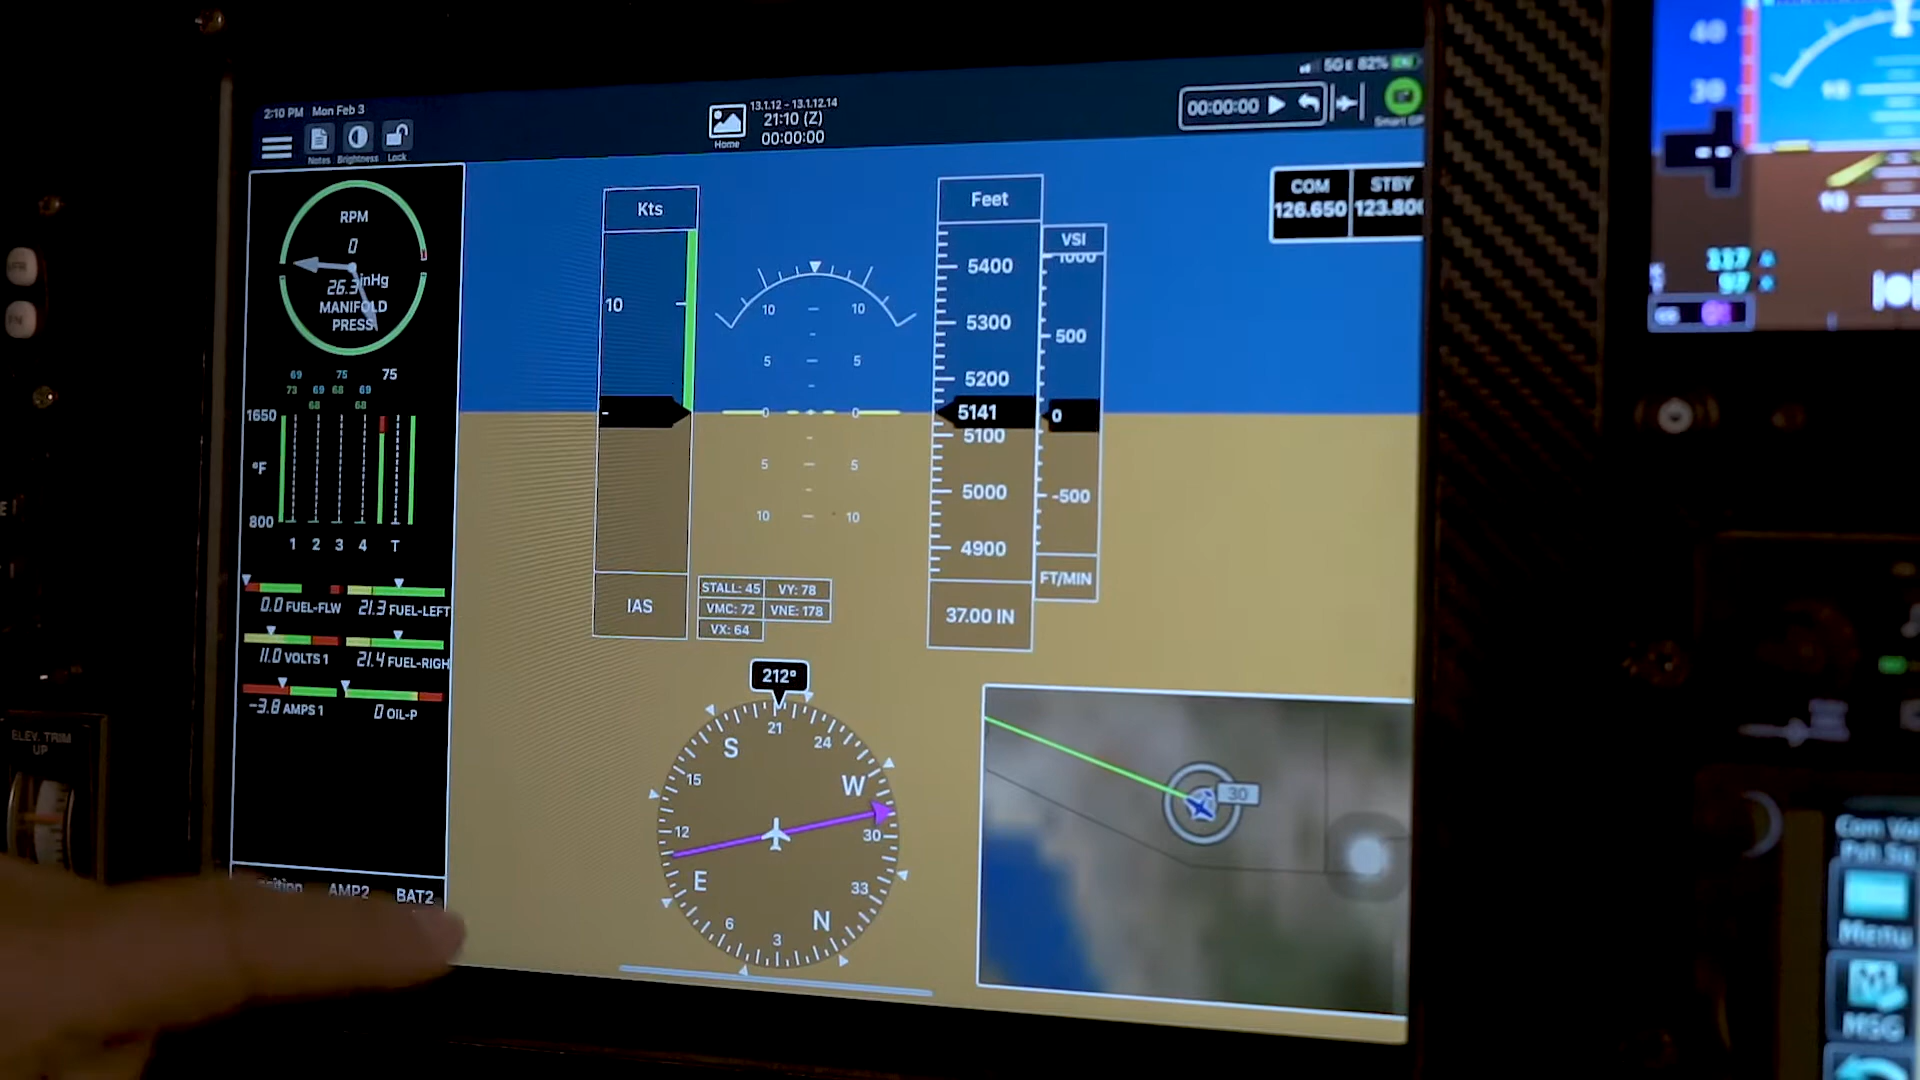 5G E 82%
2:10 PM Mon Feb 3
Notes Brightness Lock
Home
13.1.12 - 13.1.12.14
21:10 (Z)
00:00:00
00:00:00
COM STBY
126.650
RPM
0
26.3 inHg
MANIFOLD
PRESS
69 75 75
73 69 68 69
68 68
1650
°F
800
1 2 3 4 T
0.0 FUEL-FLW 21.3 FUEL-LEFT
11.0 VOLTS 1 21.4 FUEL-RIGH
-3.8 AMPS 1 0 OIL-P
AMP2 BAT2
Kts
10
-
IAS
10 10
5 5
0 0
5 5
10 10
STALL: 45 VY: 78
VMC: 72 VNE: 178
VX: 64
Feet
5400
5300
5200
5141
5100
5000
4900
37.00 IN
VSI
1000
500
0
-500
FT/MIN
212°
21
24
W
30
33
N
3
6
E
12
15
S
30
ELEV. TRIM
UP
40
30
10
10
Menu
MSG